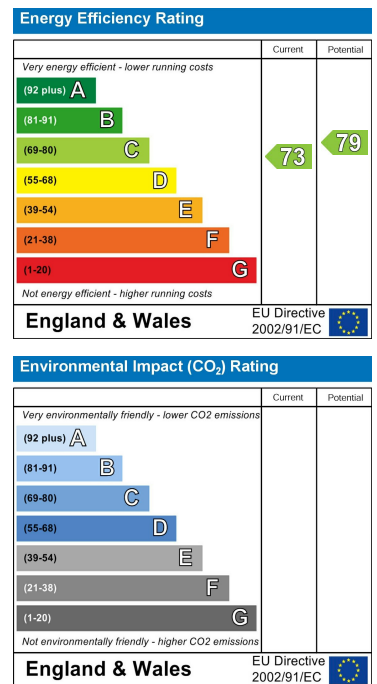 Energy Efficiency Rating
Current Potential
Very energy efficient - lower running costs
(92 plus) A
(81-91) B
(69-80) C
(55-68) D
(39-54) E
(21-38) F
(1-20) G
73 79
Not energy efficient - higher running costs
England & Wales
EU Directive
2002/91/EC
Environmental Impact (CO₂) Rating
Current Potential
Very environmentally friendly - lower CO2 emissions
(92 plus) A
(81-91) B
(69-80) C
(55-68) D
(39-54) E
(21-38) F
(1-20) G
Not environmentally friendly - higher CO2 emissions
England & Wales
EU Directive
2002/91/EC